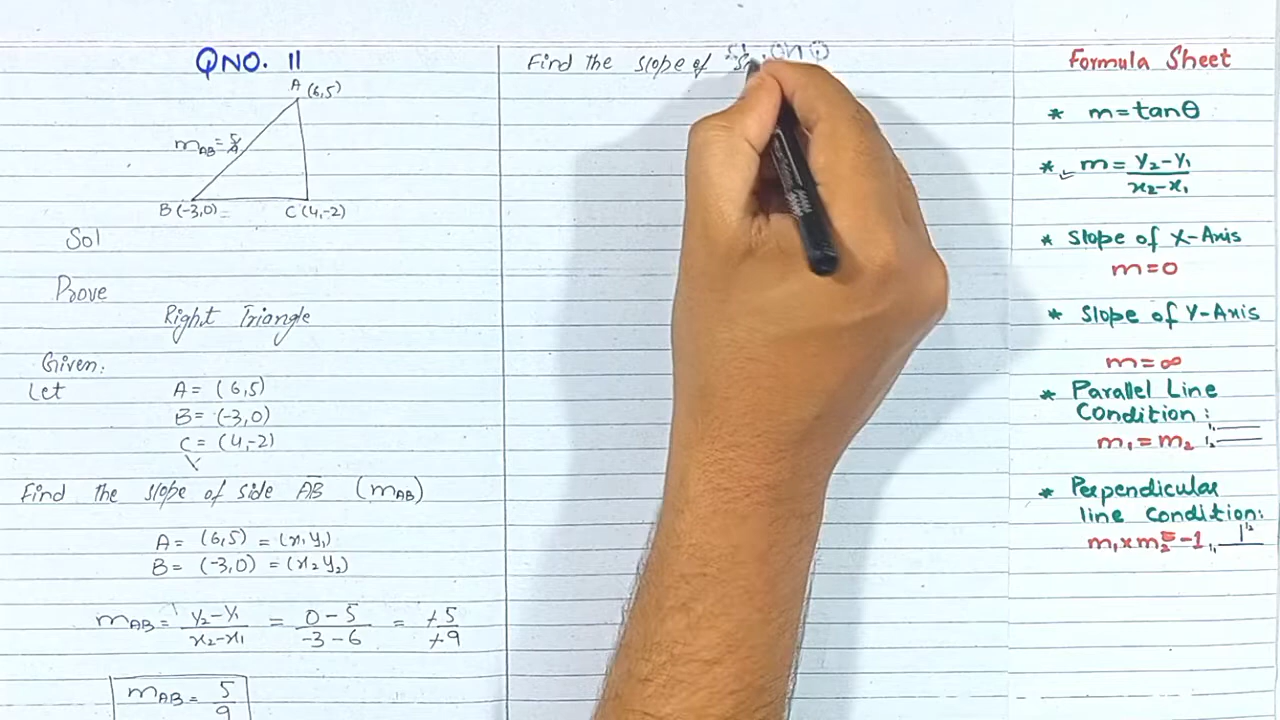 QNO. 11
A (6,5)
m_AB = 5/9
B (-3,0) C (4,-2)
Sol
Prove
Right Triangle
Given:
Let A = (6,5)
B = (-3,0)
C = (4,-2)
Find the slope of side AB (m_AB)
A = (6,5) = (x₁ y₁)
B = (-3,0) = (x₂ y₂)
m_AB = y₂-y₁/x₂-x₁ = 0-5/-3-6 = -5/-9
m_AB = 5/9
Find the slope of
Formula Sheet
* m=tanθ
* m = y₂-y₁/x₂-x₁
* Slope of X-Axis
m=0
* Slope of Y-Axis
m=∞
* Parallel Line
Condition:
m₁=m₂
* Perpendicular
line condition:
m₁×m₂=-1